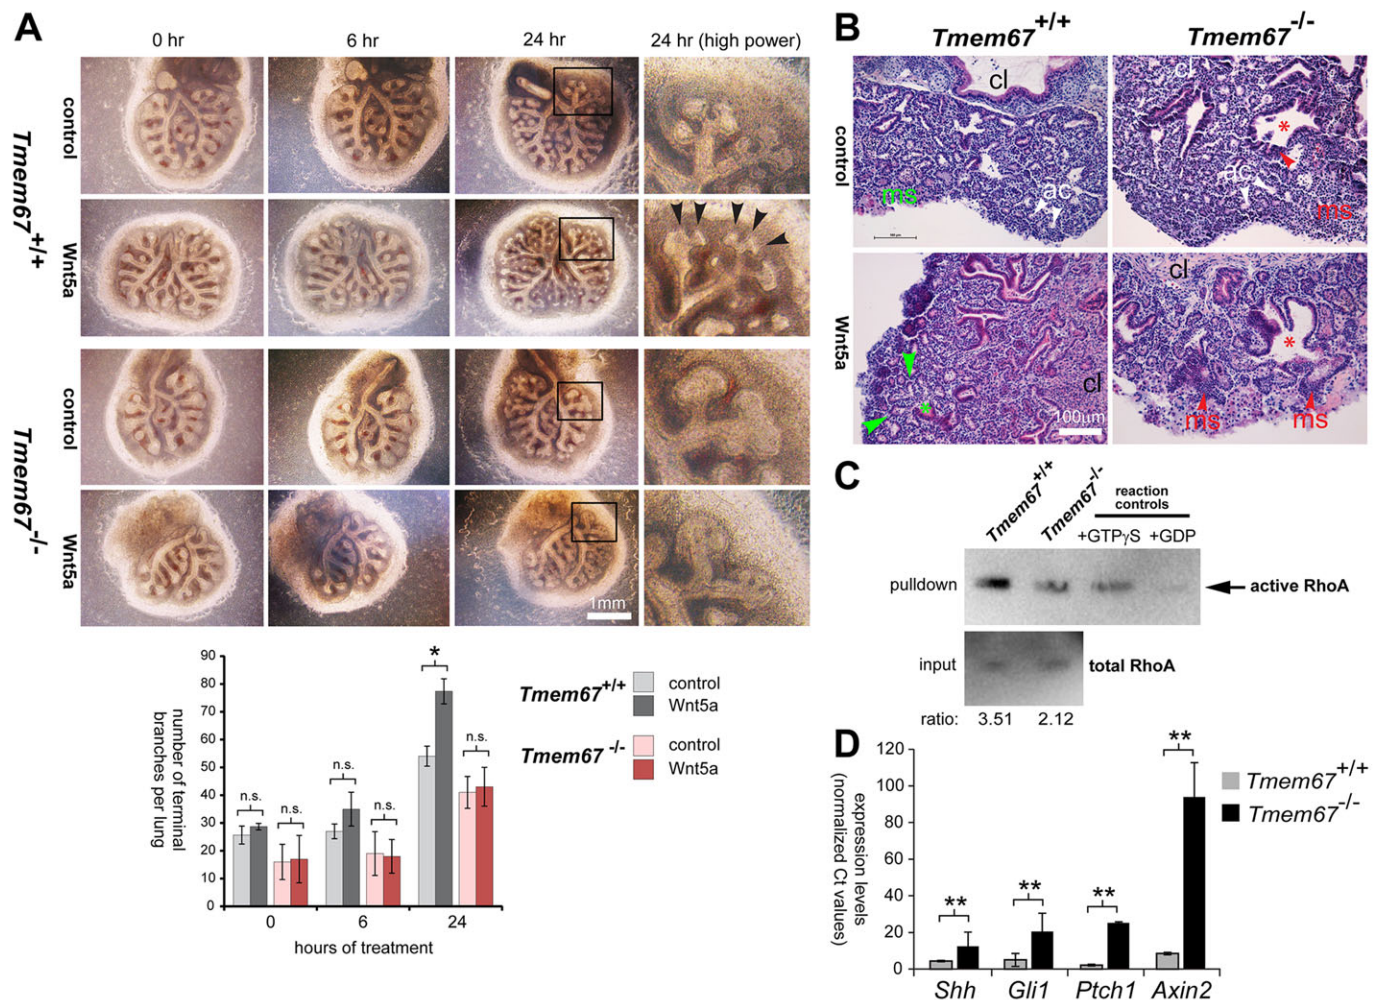 A
0 hr
6 hr
24 hr
24 hr (high power)
Tmem67+/+
control
Wnt5a
Tmem67-/-
control
Wnt5a
1mm
number of terminal
branches per lung
90
80
70
60
50
40
30
20
10
0
n.s.
n.s.
n.s.
n.s.
*
n.s.
0
6
24
hours of treatment
Tmem67+/+
control
Wnt5a
Tmem67 -/-
control
Wnt5a
B
Tmem67+/+
Tmem67-/-
control
cl
ms
ac
cl
*
ac
ms
Wnt5a
*
cl
100μm
cl
*
ms
ms
C
Tmem67+/+
Tmem67-/-
reaction
controls
+GTPγS
+GDP
pulldown
active RhoA
input
total RhoA
ratio:
3.51
2.12
D
expression levels
(normalized Ct values)
120
100
80
60
40
20
0
**
**
**
**
Shh
Gli1
Ptch1
Axin2
Tmem67+/+
Tmem67-/-